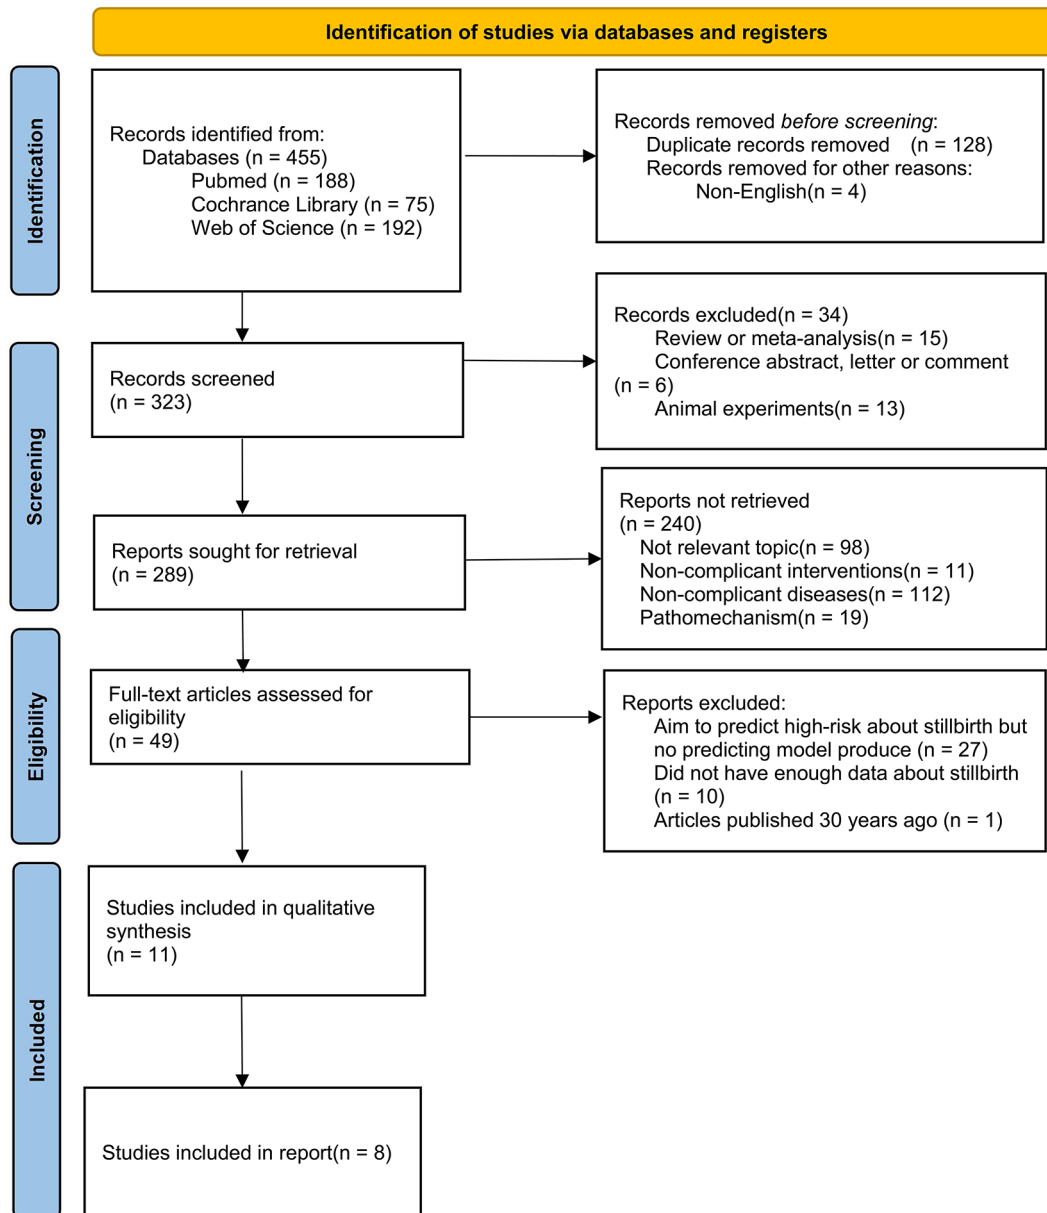 Identification of studies via databases and registers
Identification
Records identified from:
Databases (n = 455)
Pubmed (n = 188)
Cochrance Library (n = 75)
Web of Science (n = 192)
Records removed before screening:
Duplicate records removed (n = 128)
Records removed for other reasons:
Non-English(n = 4)
Screening
Records screened
(n = 323)
Records excluded(n = 34)
Review or meta-analysis(n = 15)
Conference abstract, letter or comment
(n = 6)
Animal experiments(n = 13)
Reports sought for retrieval
(n = 289)
Reports not retrieved
(n = 240)
Not relevant topic(n = 98)
Non-complicant interventions(n = 11)
Non-complicant diseases(n = 112)
Pathomechanism(n = 19)
Eligibility
Full-text articles assessed for
eligibility
(n = 49)
Reports excluded:
Aim to predict high-risk about stillbirth but
no predicting model produce (n = 27)
Did not have enough data about stillbirth
(n = 10)
Articles published 30 years ago (n = 1)
Included
Studies included in qualitative
synthesis
(n = 11)
Studies included in report(n = 8)